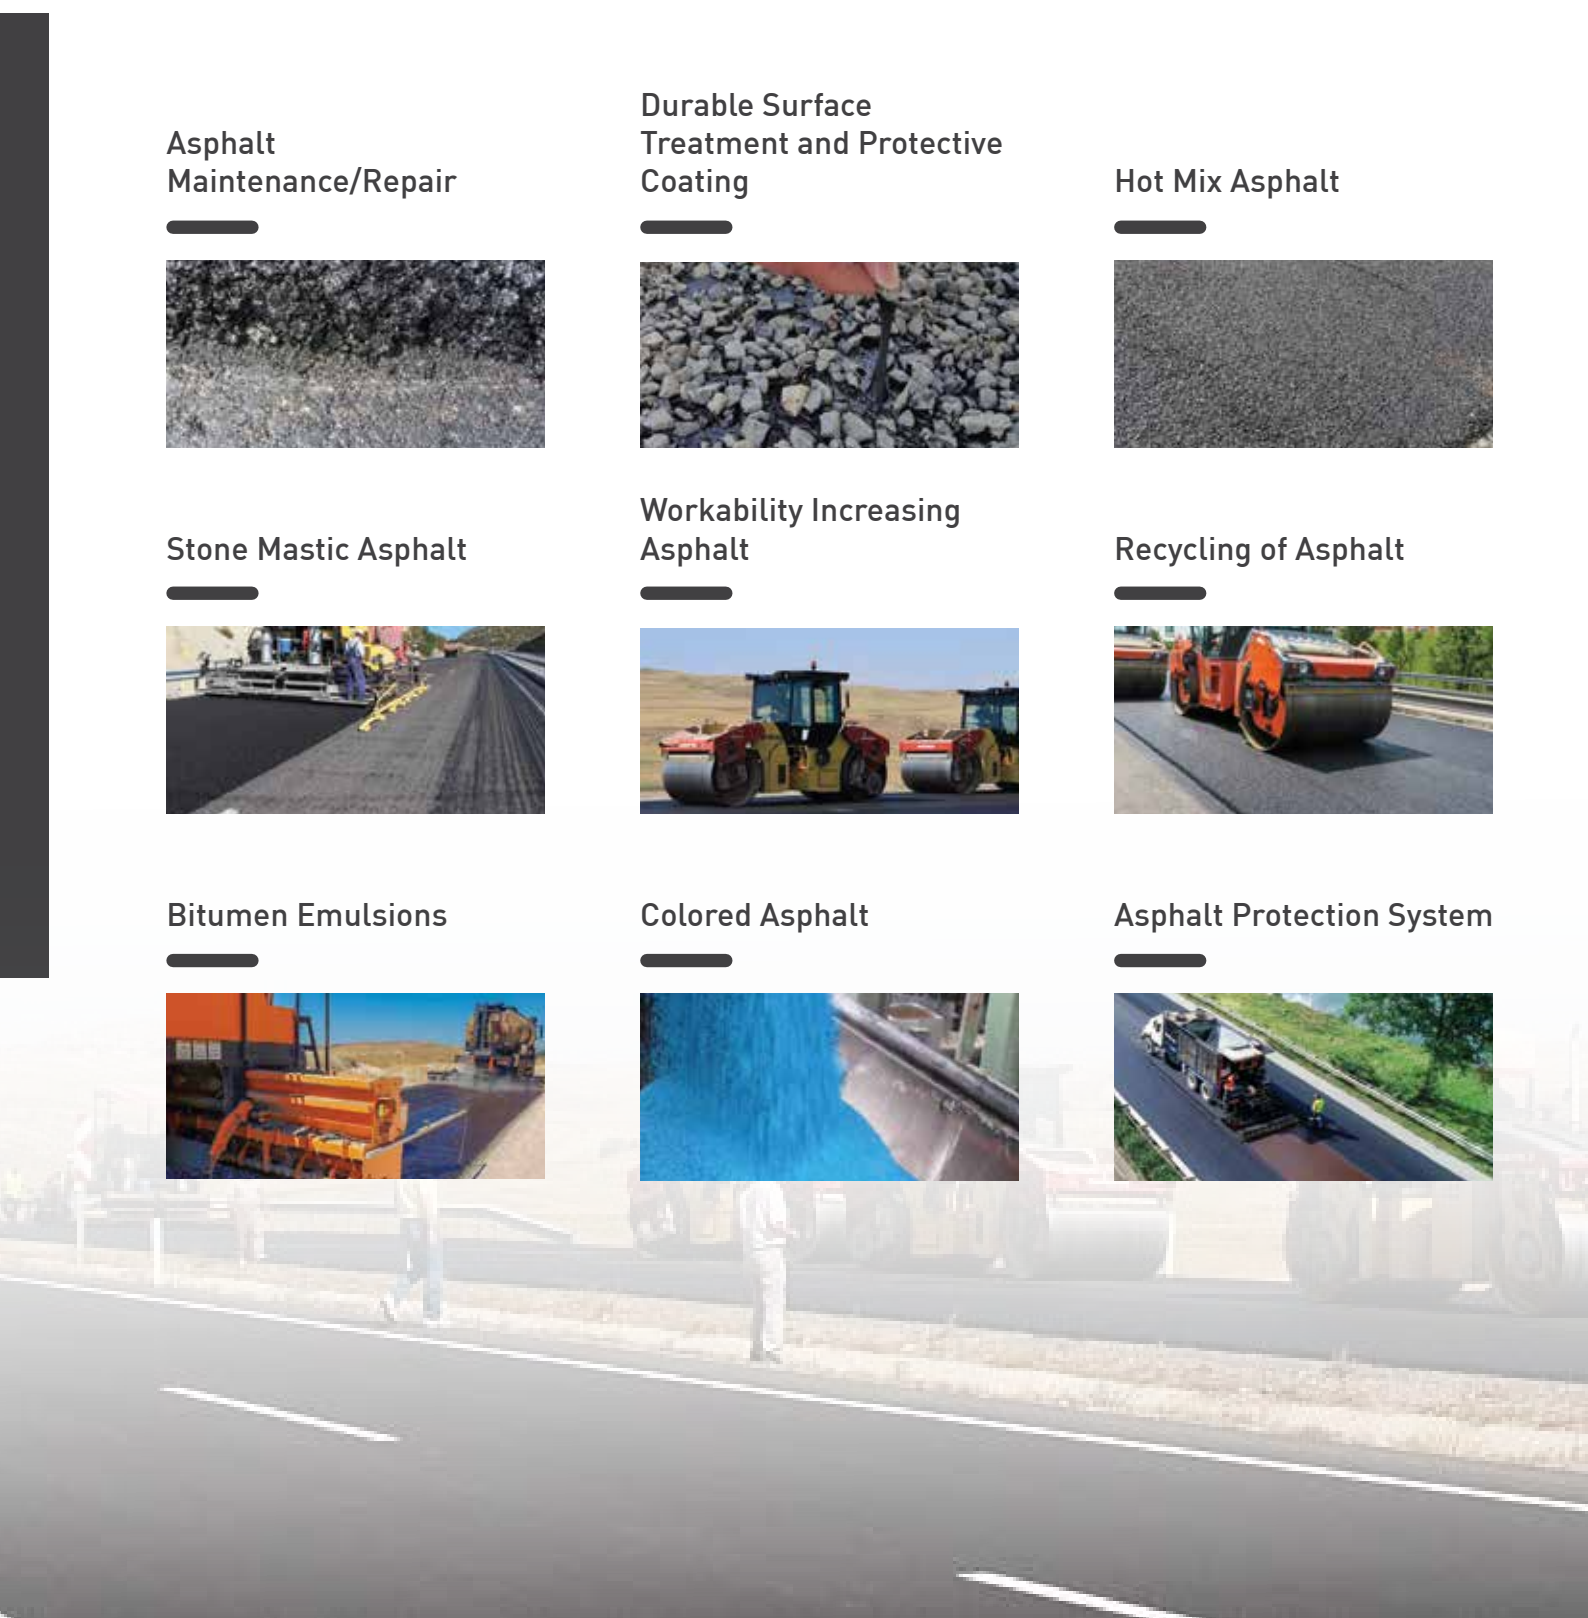 Asphalt
Maintenance/Repair
Durable Surface
Treatment and Protective
Coating
Hot Mix Asphalt
Stone Mastic Asphalt
Workability Increasing
Asphalt
Recycling of Asphalt
Bitumen Emulsions
Colored Asphalt
Asphalt Protection System